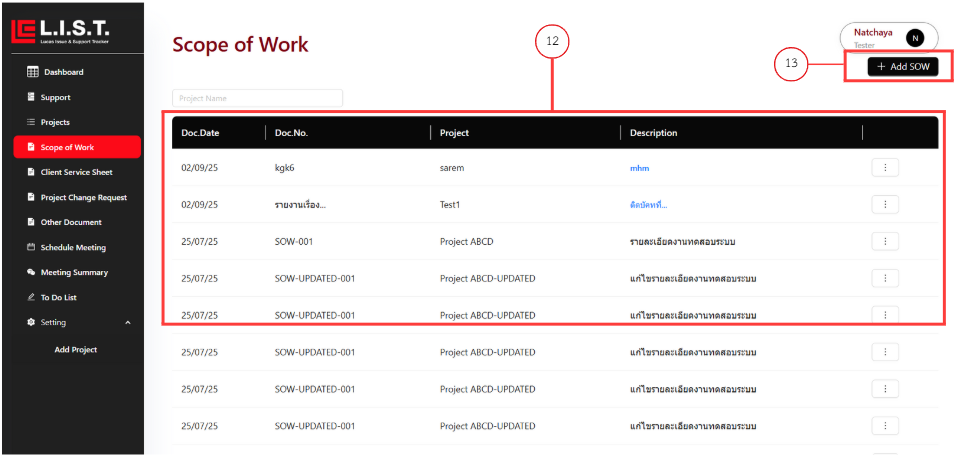 L.I.S.T.
Lucas Issue & Support Tracker
Dashboard
Support
Projects
Scope of Work
Client Service Sheet
Project Change Request
Other Document
Schedule Meeting
Meeting Summary
To Do List
Setting
Add Project
Scope of Work
12
13
Natchaya
N
Tester
+ Add SOW
Project Name
Doc.Date Doc.No. Project Description
02/09/25 kgk6 sarem mhm
02/09/25 รายงานเรื่อง... Test1 ติดบัคที่...
25/07/25 SOW-001 Project ABCD รายละเอียดงานทดสอบระบบ
25/07/25 SOW-UPDATED-001 Project ABCD-UPDATED แก้ไขรายละเอียดงานทดสอบระบบ
25/07/25 SOW-UPDATED-001 Project ABCD-UPDATED แก้ไขรายละเอียดงานทดสอบระบบ
25/07/25 SOW-UPDATED-001 Project ABCD-UPDATED แก้ไขรายละเอียดงานทดสอบระบบ
25/07/25 SOW-UPDATED-001 Project ABCD-UPDATED แก้ไขรายละเอียดงานทดสอบระบบ
25/07/25 SOW-UPDATED-001 Project ABCD-UPDATED แก้ไขรายละเอียดงานทดสอบระบบ